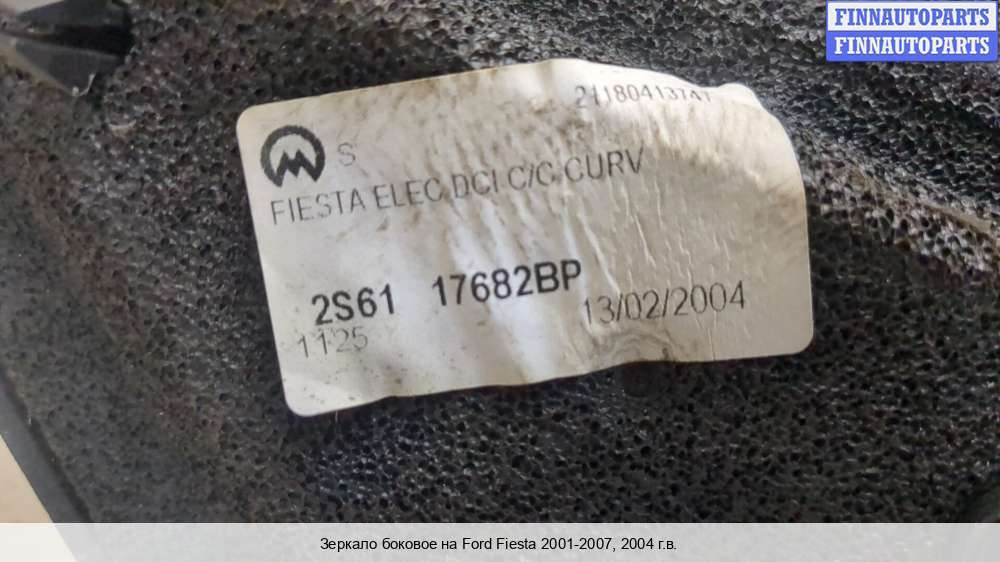 FINNAUTOPARTS
FINNAUTOPARTS
S
FIESTA ELEC DCI C/C CURV
2S61 17682BP
1125
13/02/2004
Зеркало боковое на Ford Fiesta 2001-2007, 2004 г.в.